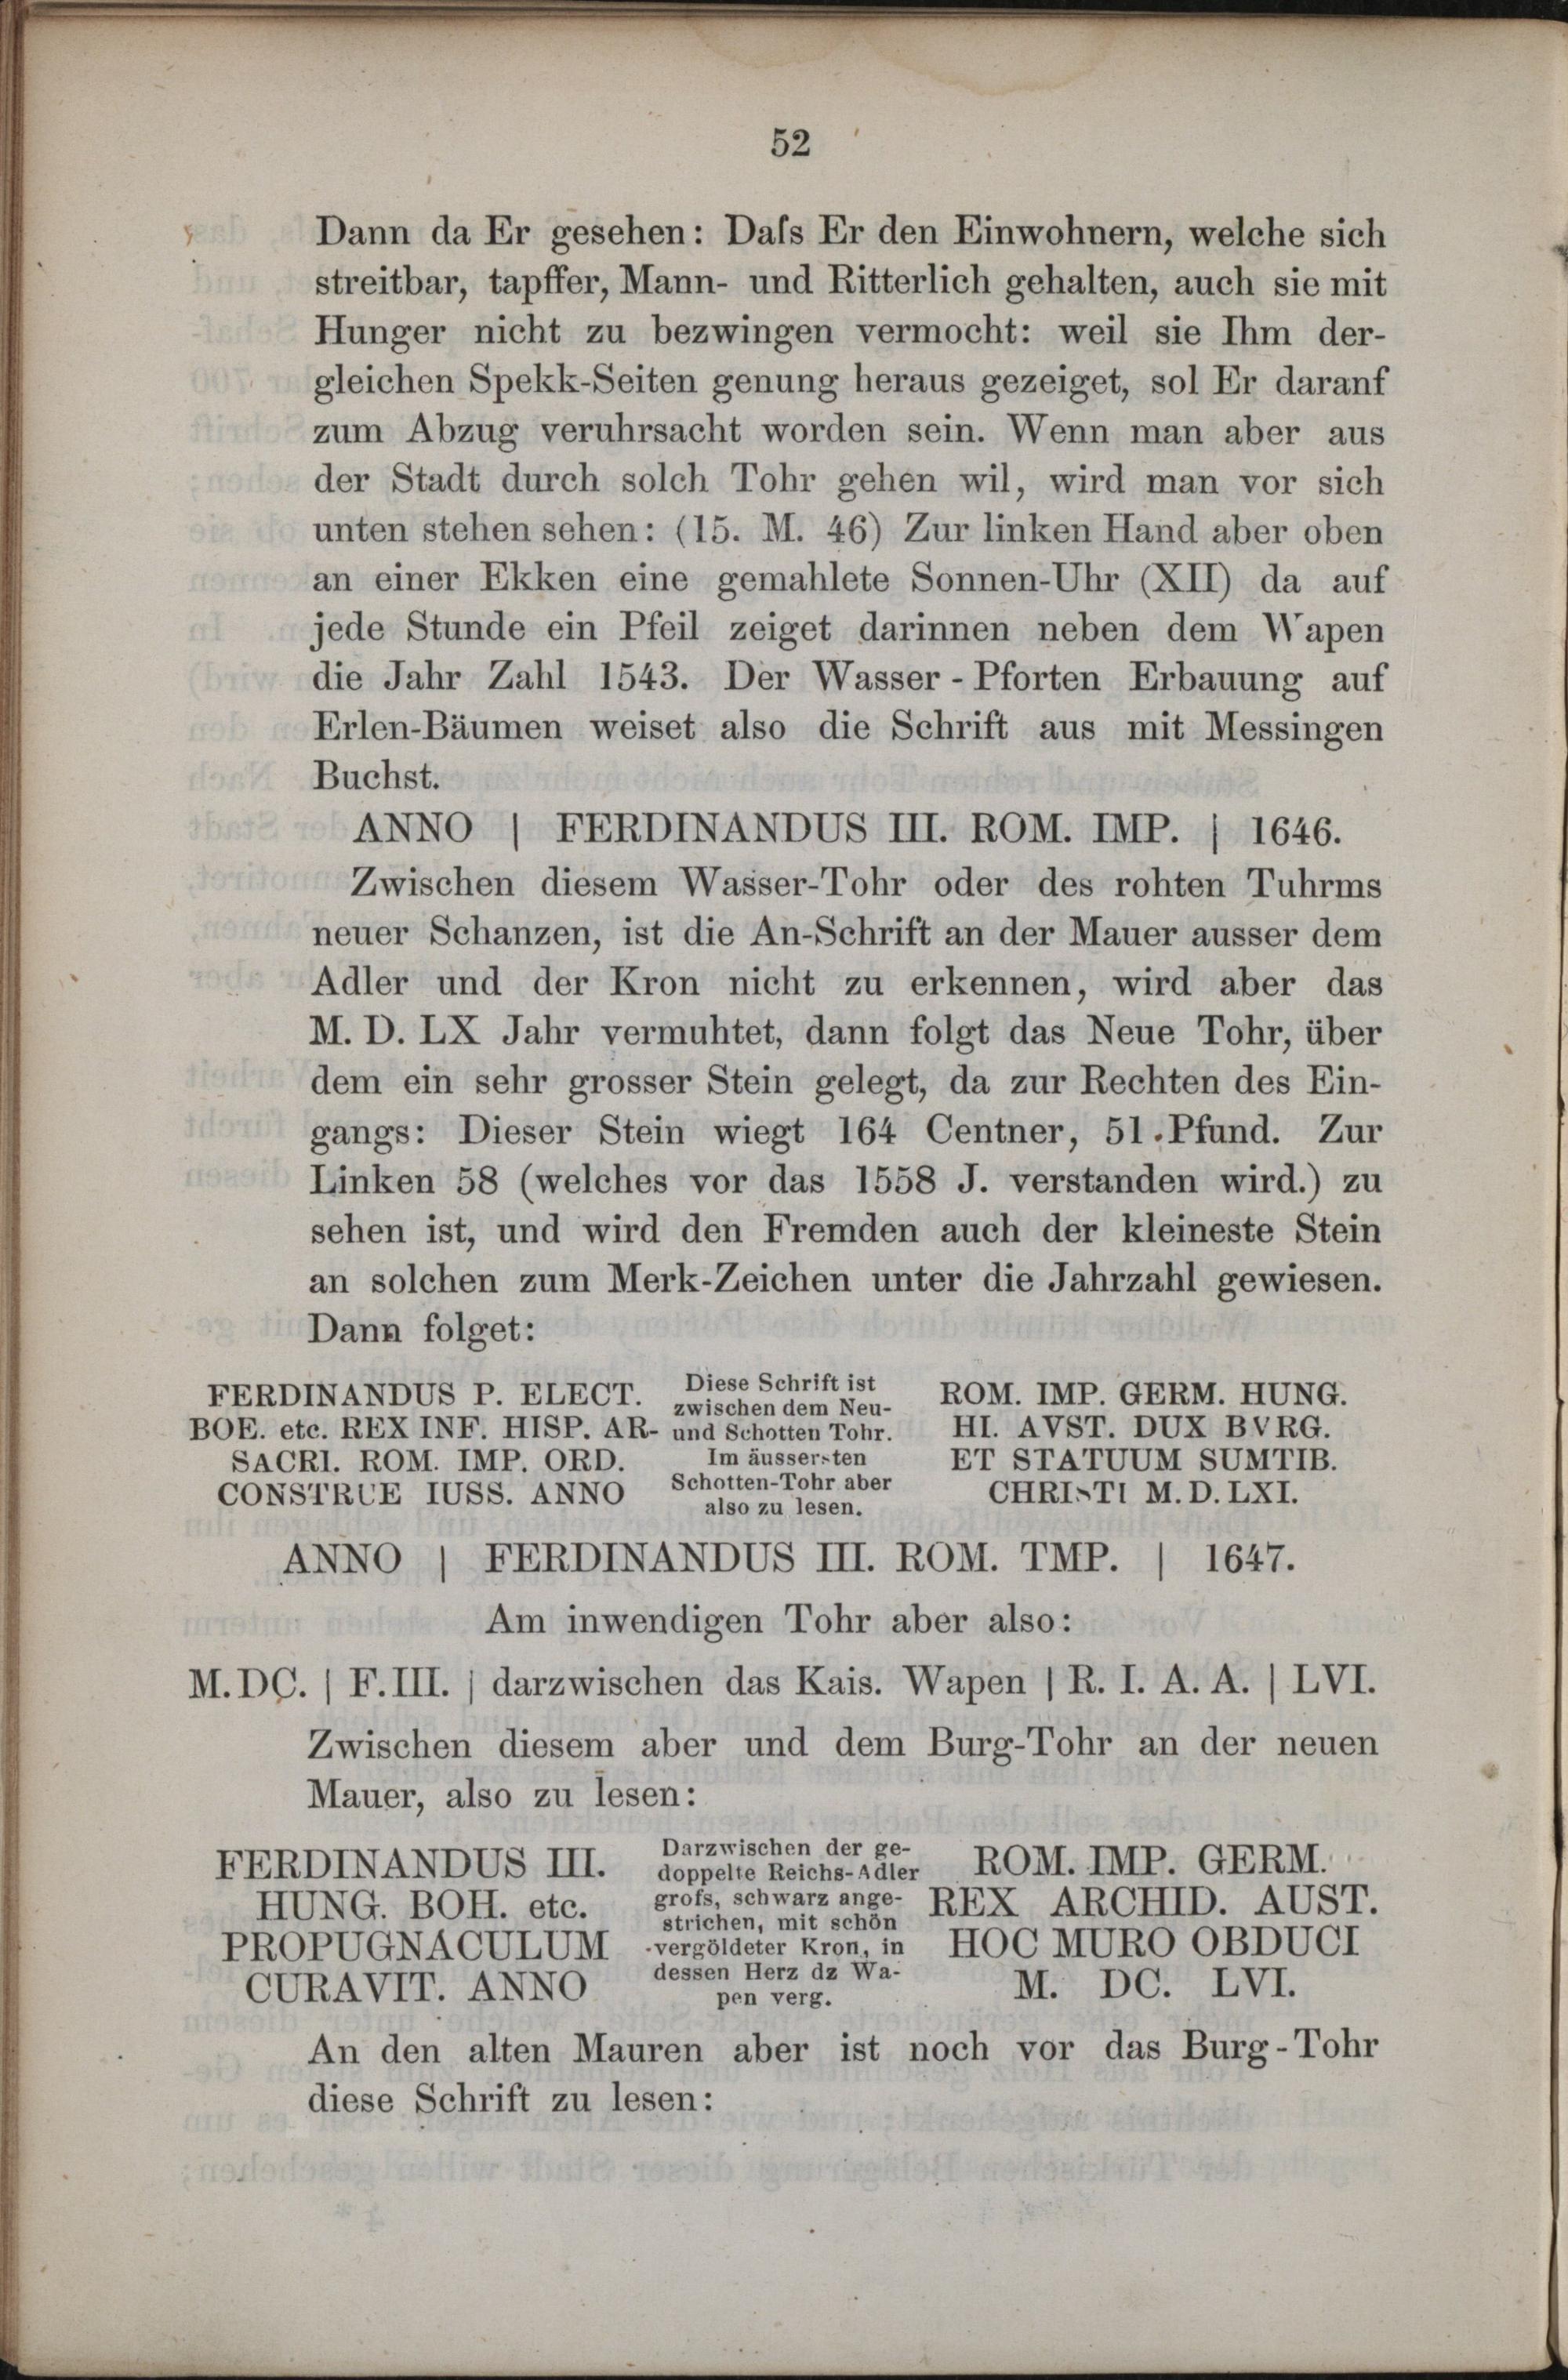 52
Dann da Er gesehen: Daſs Er den Einwohnern, welche sich
streitbar, tapffer, Mann- und Ritterlich gehalten, auch sie mit
Hunger nicht zu bezwingen vermocht: weil sie Ihm der-
gleichen Spekk-Seiten genung heraus gezeiget, sol Er daranf
zum Abzug veruhrsacht worden sein. Wenn man aber aus
der Stadt durch solch Tohr gehen wil, wird man vor sich
unten stehen sehen: (15. M. 46) Zur linken Hand aber oben
an einer Ekken eine gemahlete Sonnen-Uhr (XII) da auf
jede Stunde ein Pfeil zeiget darinnen neben dem Wapen
die Jahr Zahl 1543. Der Wasser - Pforten Erbauung auf
Erlen-Bäumen weiset also die Schrift aus mit Messingen
Buchst.
ANNO | FERDINANDUS III. ROM. IMP. | 1646.
Zwischen diesem Wasser-Tohr oder des rohten Tuhrms
neuer Schanzen, ist die An-Schrift an der Mauer ausser dem
Adler und der Kron nicht zu erkennen, wird aber das
M. D. LX Jahr vermuhtet, dann folgt das Neue Tohr, über
dem ein sehr grosser Stein gelegt, da zur Rechten des Ein-
gangs: Dieser Stein wiegt 164 Centner, 51. Pfund. Zur
Linken 58 (welches vor das 1558 J. verstanden wird.) zu
sehen ist, und wird den Fremden auch der kleineste Stein
an solchen zum Merk-Zeichen unter die Jahrzahl gewiesen.
Dann folget:
FERDINANDUS P. ELECT.
BOE. etc. REX INF. HISP. AR-
SACRI. ROM. IMP. ORD.
CONSTRUE IUSS. ANNO
Diese Schrift ist
zwischen dem Neu-
und Schotten Tohr.
Im äussersten
Schotten-Tohr aber
also zu lesen.
ROM. IMP. GERM. HUNG.
HI. AVST. DUX BVRG.
ET STATUUM SUMTIB.
CHRISTI M. D. LXI.
ANNO | FERDINANDUS III. ROM. TMP. | 1647.
Am inwendigen Tohr aber also:
M. DC. | F. III. | darzwischen das Kais. Wapen | R. I. A. A. | LVI.
Zwischen diesem aber und dem Burg-Tohr an der neuen
Mauer, also zu lesen:
FERDINANDUS III.
HUNG. BOH. etc.
PROPUGNACULUM
CURAVIT. ANNO
Darzwischen der ge-
doppelte Reichs-Adler
groſs, schwarz ange-
strichen, mit schön
vergöldeter Kron, in
dessen Herz dz Wa-
pen verg.
ROM. IMP. GERM.
REX ARCHID. AUST.
HOC MURO OBDUCI
M. DC. LVI.
An den alten Mauren aber ist noch vor das Burg-Tohr
diese Schrift zu lesen: